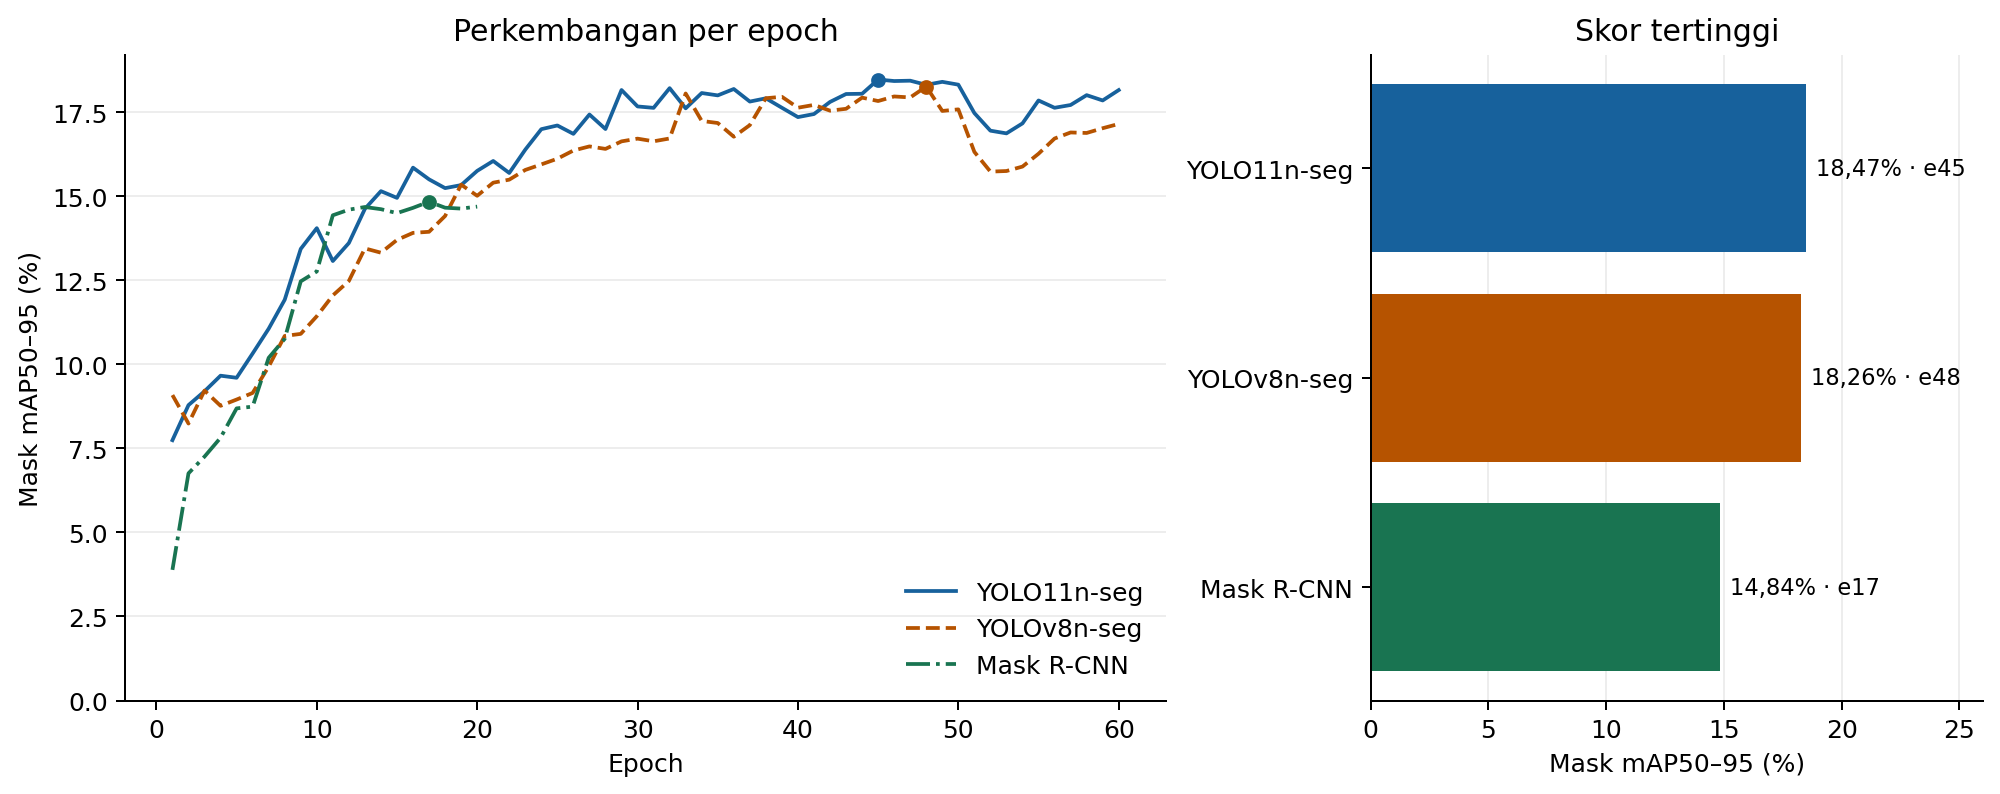 Perkembangan per epoch
Mask mAP50–95 (%)
17.5
15.0
12.5
10.0
7.5
5.0
2.5
0.0
0 10 20 30 40 50 60
Epoch
YOLO11n-seg
YOLOv8n-seg
Mask R-CNN
Skor tertinggi
YOLO11n-seg 18,47% · e45
YOLOv8n-seg 18,26% · e48
Mask R-CNN 14,84% · e17
0 5 10 15 20 25
Mask mAP50–95 (%)